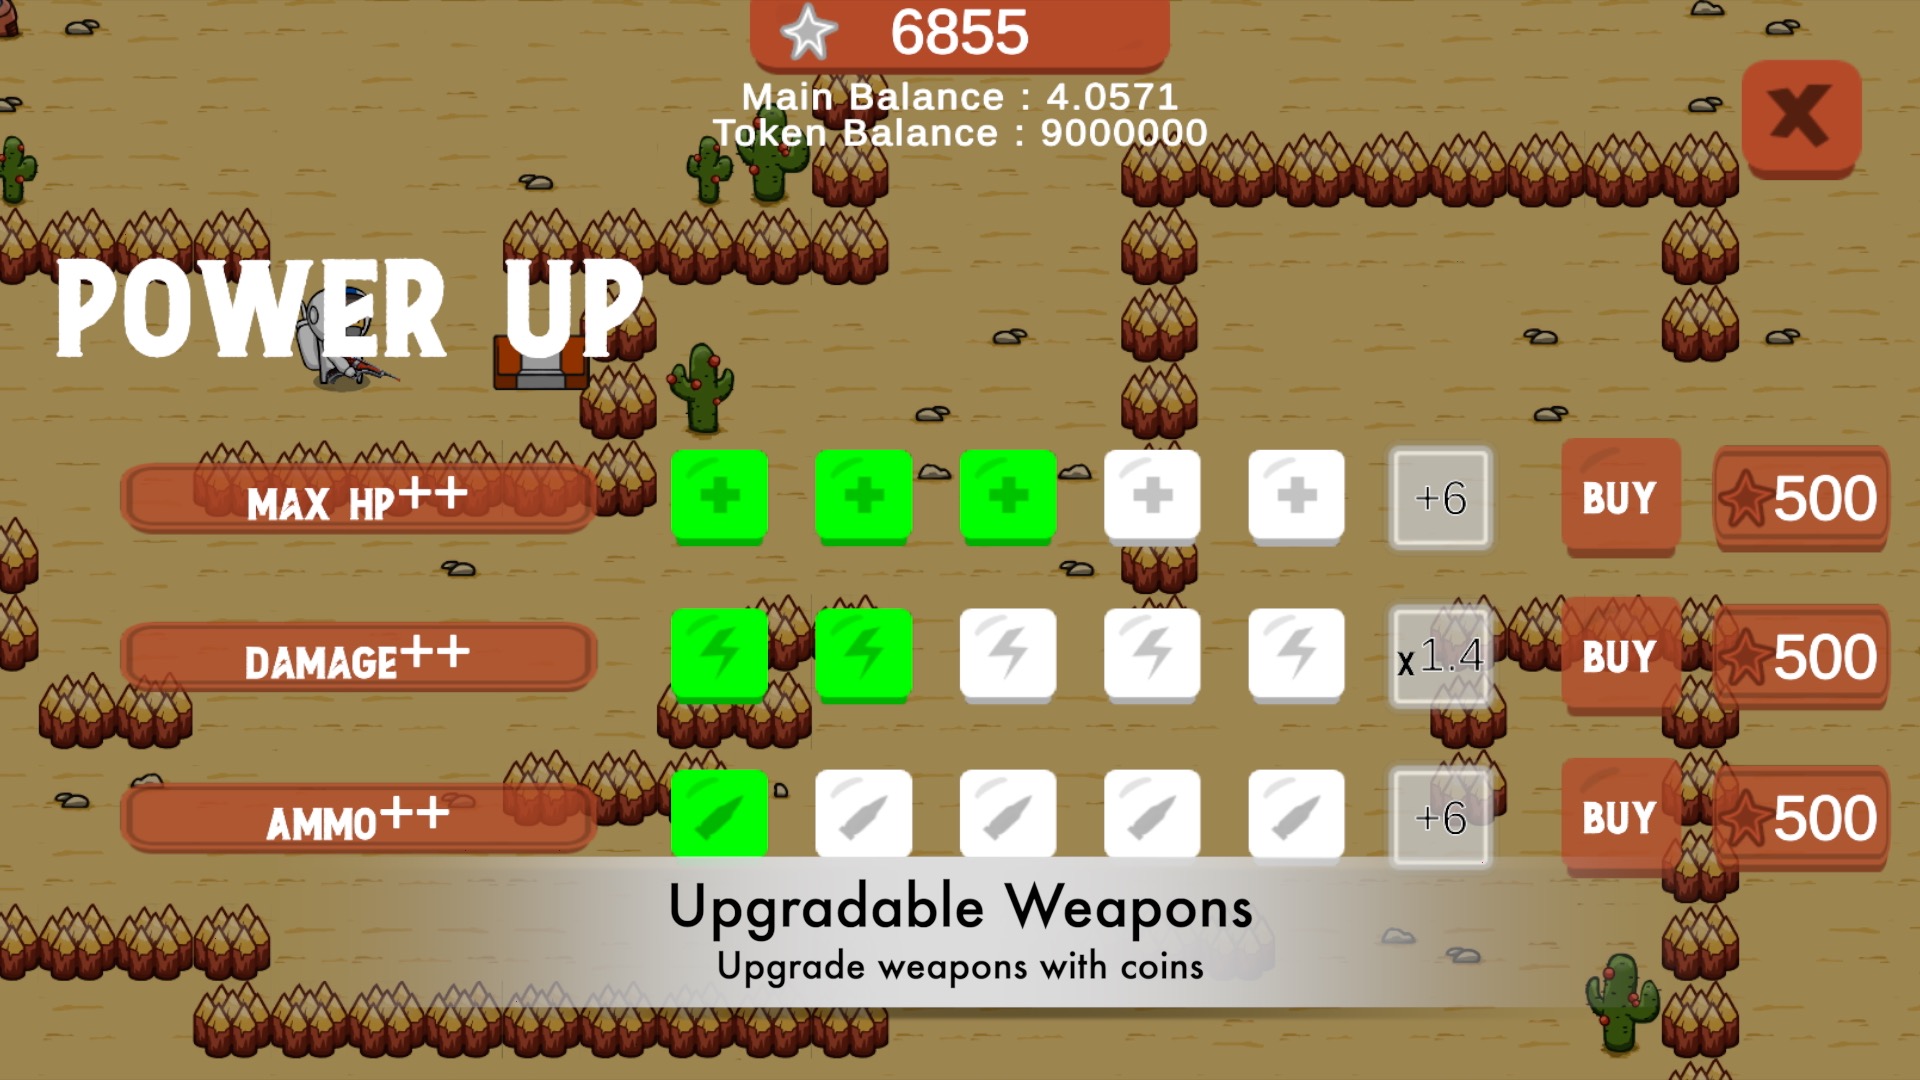 6855
Main Balance : 4.0571
Token Balance : 9000000
X
POWER UP
MAX HP++ +6 BUY 500
DAMAGE++ x1.4 BUY 500
AMMO++ +6 BUY 500
Upgradable Weapons
Upgrade weapons with coins